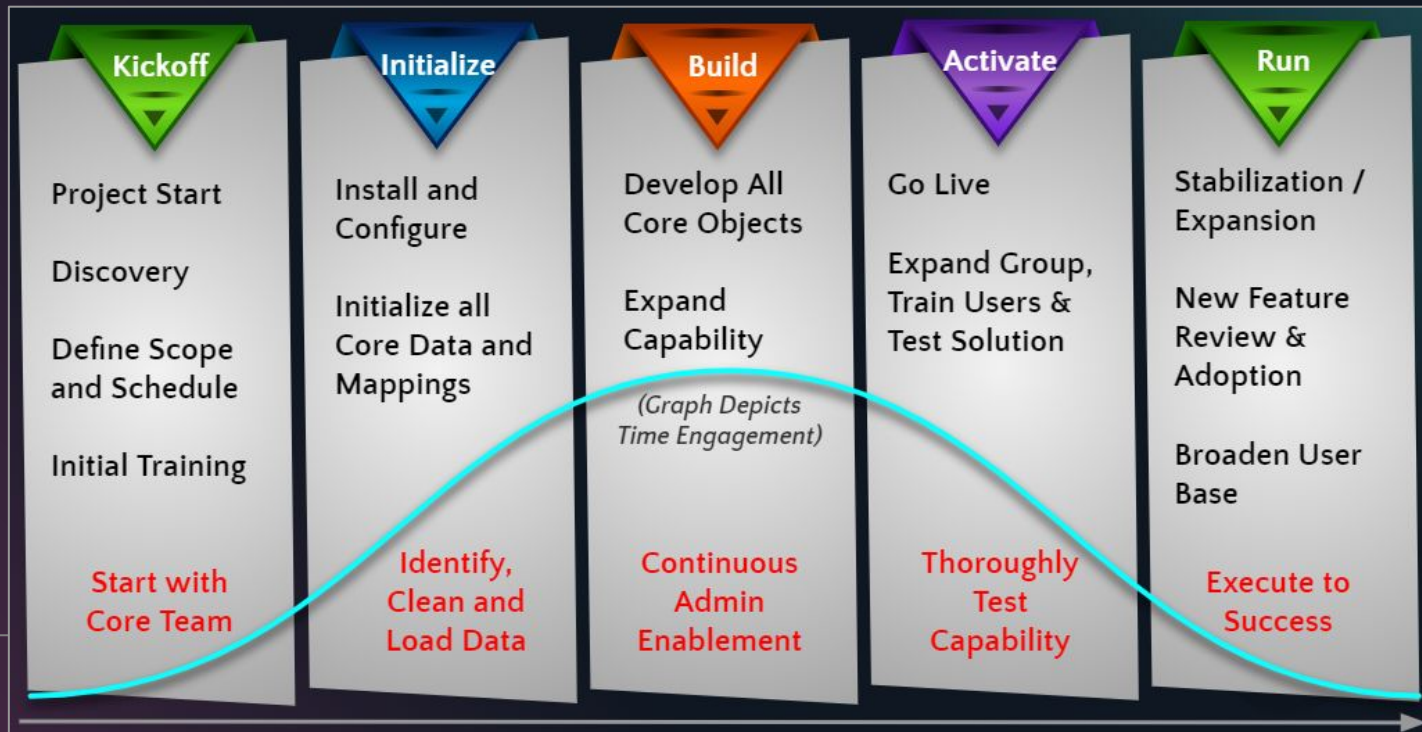 Kickoff
Project Start
Discovery
Define Scope
and Schedule
Initial Training
Start with
Core Team
Initialize
Install and
Configure
Initialize all
Core Data and
Mappings
Identify,
Clean and
Load Data
Build
Develop All
Core Objects
Expand
Capability
(Graph Depicts
Time Engagement)
Continuous
Admin
Enablement
Activate
Go Live
Expand Group,
Train Users &
Test Solution
Thoroughly
Test
Capability
Run
Stabilization /
Expansion
New Feature
Review &
Adoption
Broaden User
Base
Execute to
Success